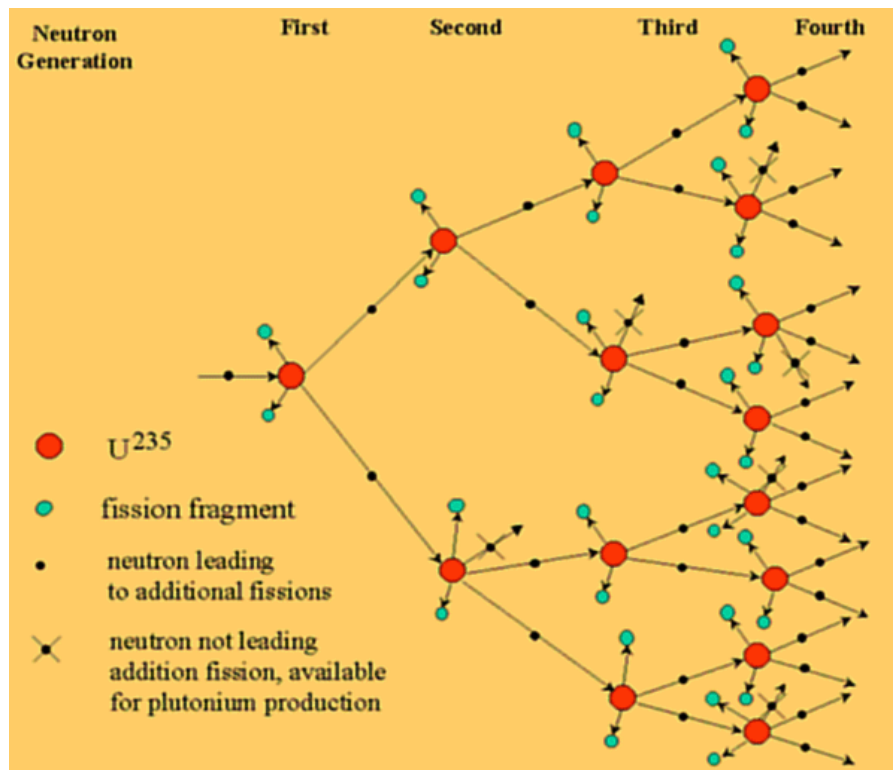 Neutron
Generation
First
Second
Third
Fourth
U235
fission fragment
neutron leading
to additional fissions
neutron not leading
addition fission, available
for plutonium production